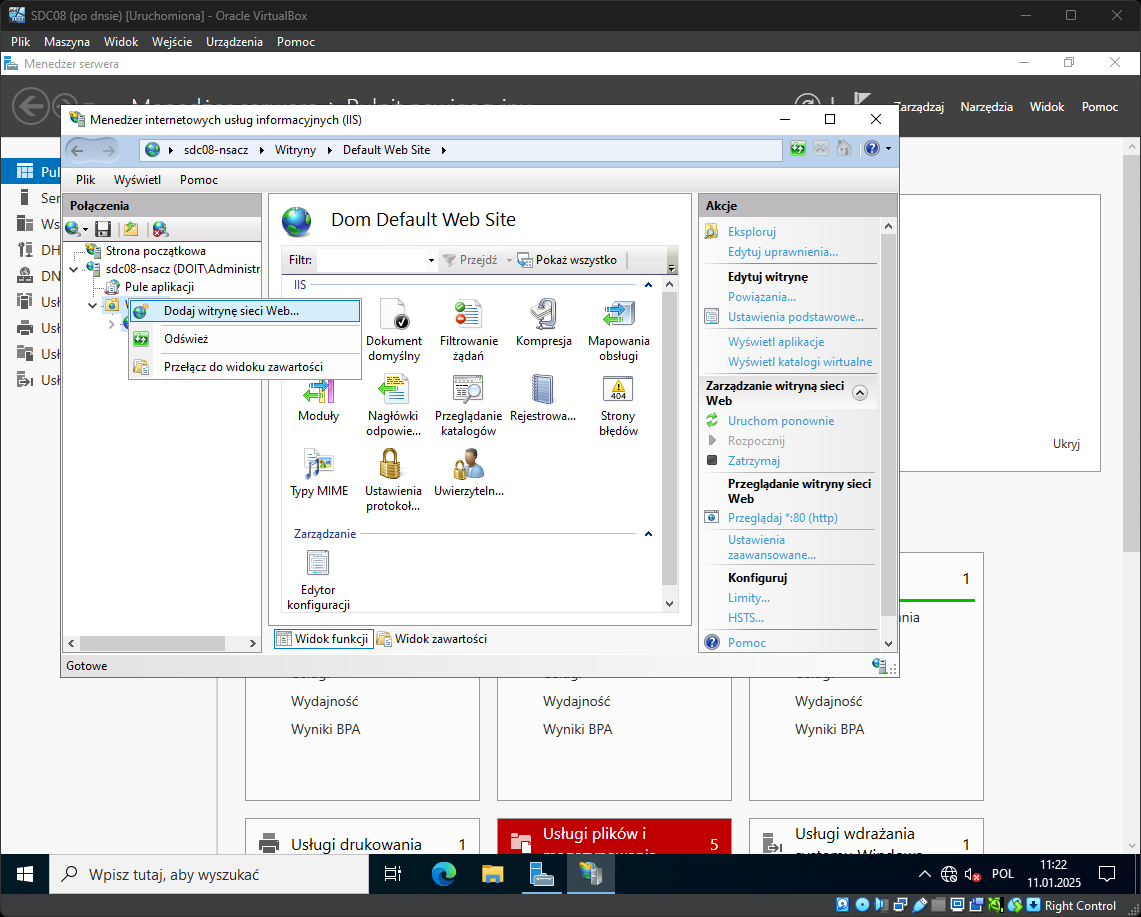 SDC08 (po dnsie) [Uruchomiona] - Oracle VirtualBox
Plik Maszyna Widok Wejście Urządzenia Pomoc
Menedżer serwera
Zarządzaj Narzędzia Widok Pomoc
Menedżer internetowych usług informacyjnych (IIS)
sdc08-nsacz Witryny Default Web Site
Plik Wyświetl Pomoc
Połączenia
Strona początkowa
sdc08-nsacz (DOIT\Administra
Pule aplikacji
Dodaj witrynę sieci Web...
Odśwież
Przełącz do widoku zawartości
Dom Default Web Site
Filtr: Przejdź Pokaż wszystko
IIS
Dokument domyślny
Filtrowanie żądań
Kompresja
Mapowania obsługi
Moduły
Nagłówki odpowie...
Przeglądanie katalogów
Rejestrowa...
Strony błędów
Typy MIME
Ustawienia protokoł...
Uwierzyteln...
Zarządzanie
Edytor konfiguracji
Widok funkcji Widok zawartości
Gotowe
Akcje
Eksploruj
Edytuj uprawnienia...
Edytuj witrynę
Powiązania...
Ustawienia podstawowe...
Wyświetl aplikacje
Wyświetl katalogi wirtualne
Zarządzanie witryną sieci
Web
Uruchom ponownie
Rozpocznij
Zatrzymaj
Przeglądanie witryny sieci
Web
Przeglądaj *:80 (http)
Ustawienia
zaawansowane...
Konfiguruj
Limity...
HSTS...
Pomoc
Ukryj
1
Wydajność
Wyniki BPA
Wydajność
Wyniki BPA
Wydajność
Wyniki BPA
Usługi drukowania 1
Usługi plików i 5
Usługi wdrażania
systemu Windows 1
Wpisz tutaj, aby wyszukać
POL
11:22
11.01.2025
Right Control